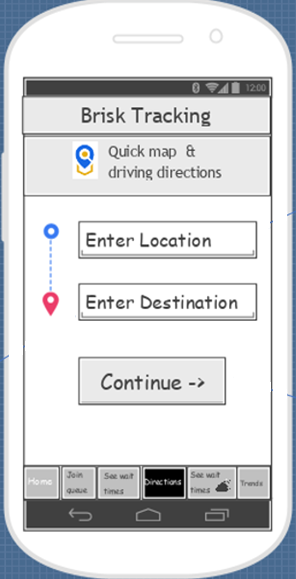 12:00
Brisk Tracking
Quick map &
driving directions
Enter Location
Enter Destination
Continue ->
Home
Join
queue
See wait
times
Directions
See wait
times
Trends